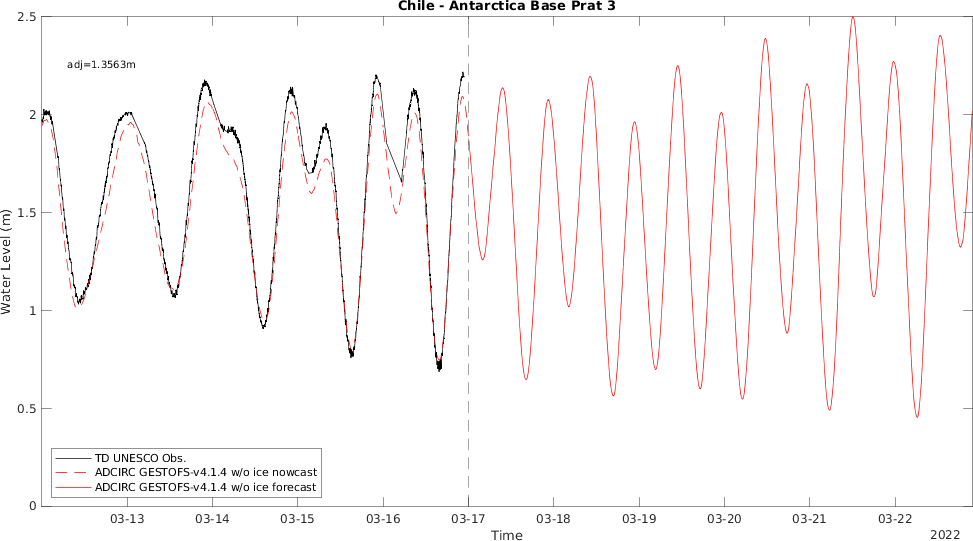 Chile - Antarctica Base Prat 3
2.5
adj=1.3563m
2
1.5
Water Level (m)
1
0.5
TD UNESCO Obs.
ADCIRC GESTOFS-v4.1.4 w/o ice nowcast
ADCIRC GESTOFS-v4.1.4 w/o ice forecast
0
03-13 03-14 03-15 03-16 03-17 03-18 03-19 03-20 03-21 03-22
Time
2022